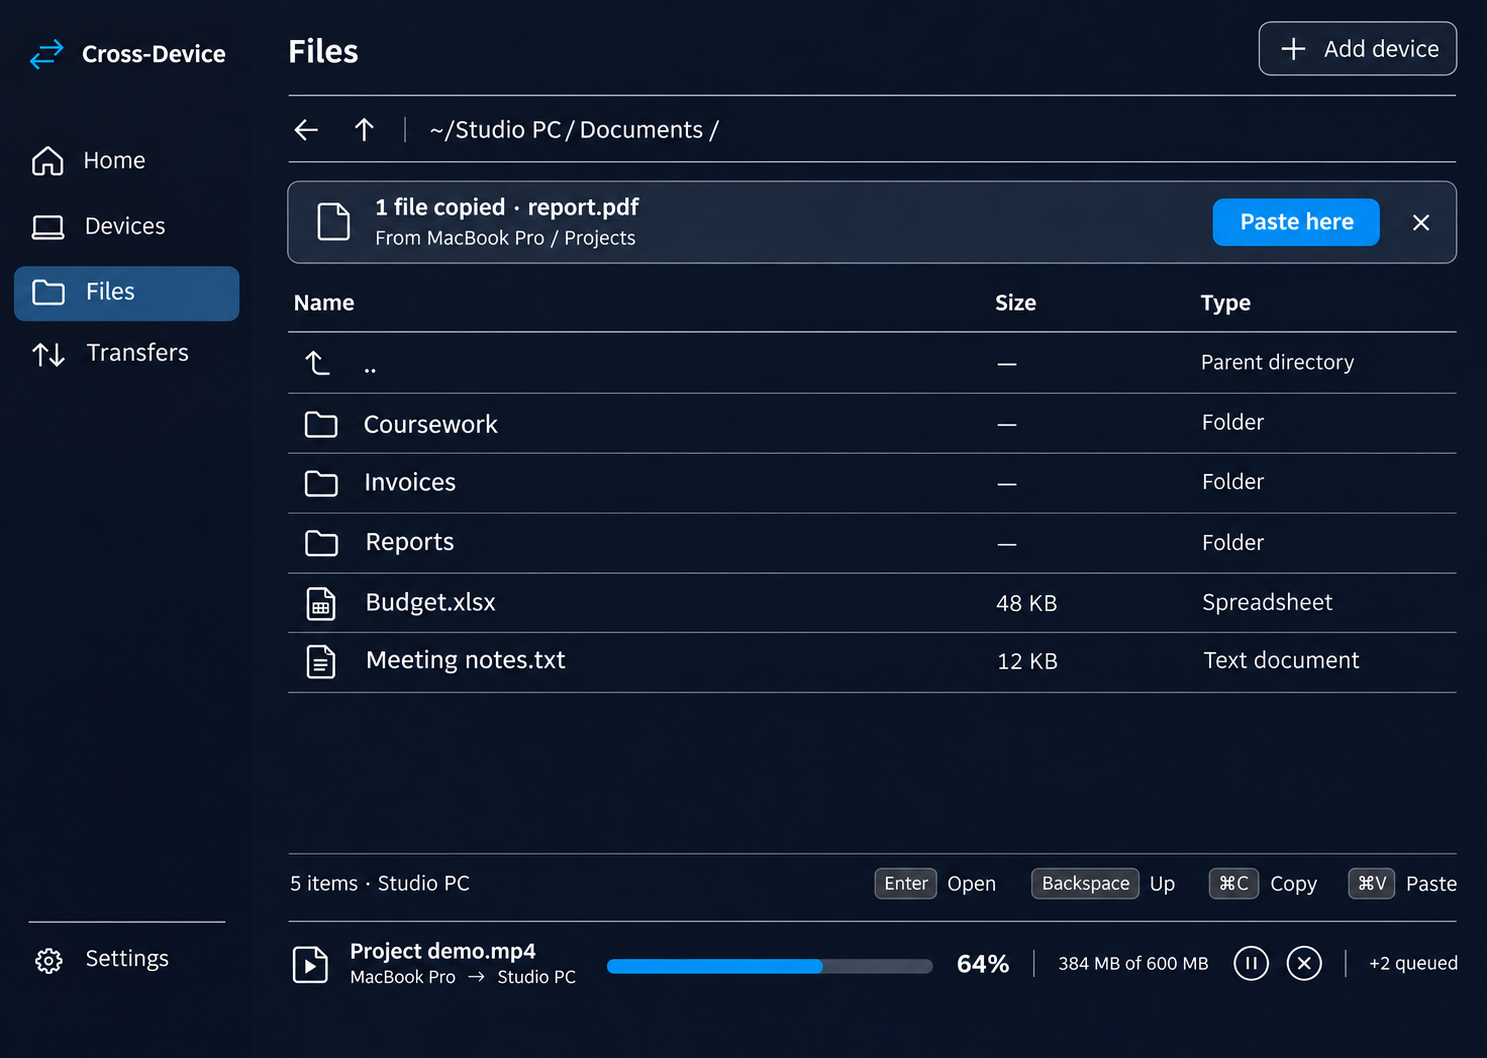 Cross-Device
Home
Devices
Files
Transfers
Settings
Files
Add device
~/Studio PC / Documents /
1 file copied · report.pdf
From MacBook Pro / Projects
Paste here
Name Size Type
.. — Parent directory
Coursework — Folder
Invoices — Folder
Reports — Folder
Budget.xlsx 48 KB Spreadsheet
Meeting notes.txt 12 KB Text document
5 items · Studio PC
Enter Open Backspace Up ⌘C Copy ⌘V Paste
Project demo.mp4
MacBook Pro → Studio PC
64% 384 MB of 600 MB +2 queued